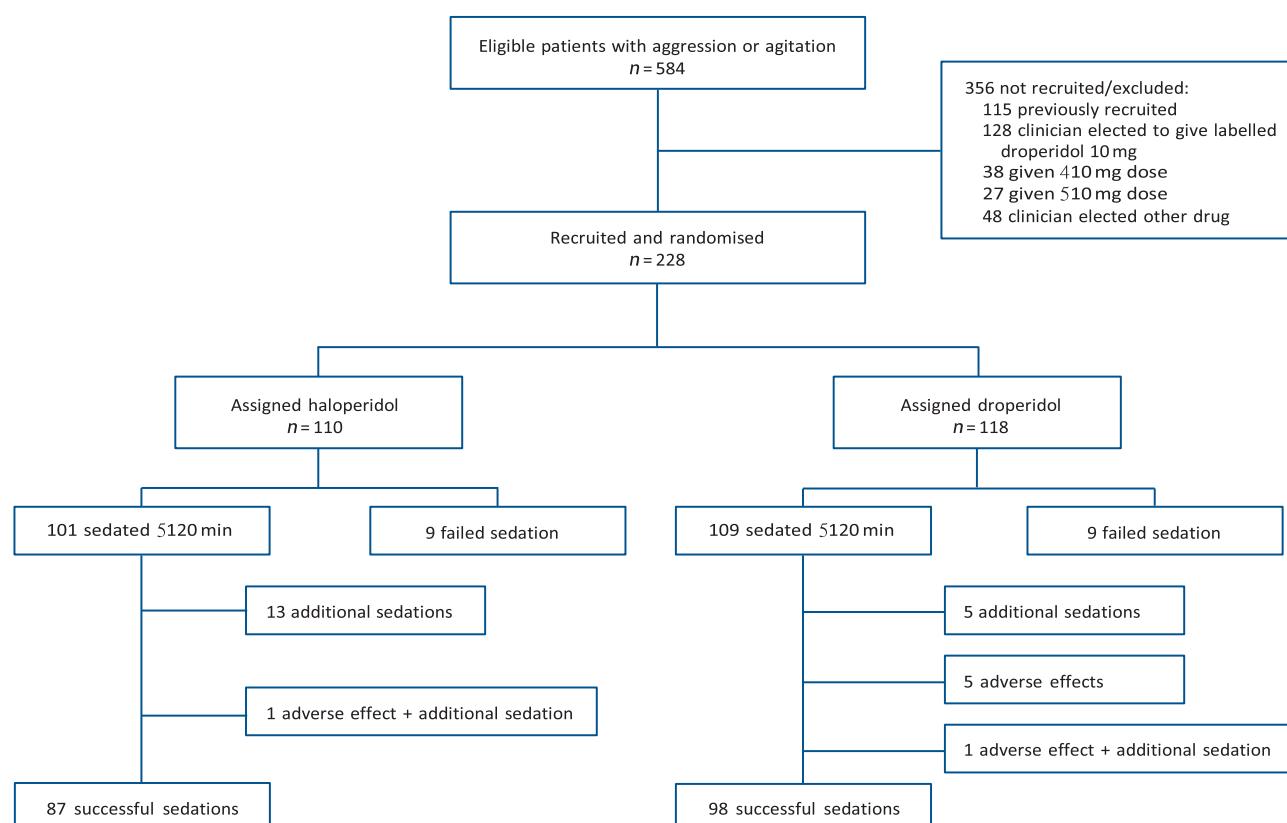 Eligible patients with aggression or agitation
n = 584
356 not recruited/excluded:
115 previously recruited
128 clinician elected to give labelled
droperidol 10 mg
38 given 410 mg dose
27 given 510 mg dose
48 clinician elected other drug
Recruited and randomised
n = 228
Assigned haloperidol
n = 110
Assigned droperidol
n = 118
101 sedated 5120 min
9 failed sedation
109 sedated 5120 min
9 failed sedation
13 additional sedations
5 additional sedations
5 adverse effects
1 adverse effect + additional sedation
1 adverse effect + additional sedation
87 successful sedations
98 successful sedations